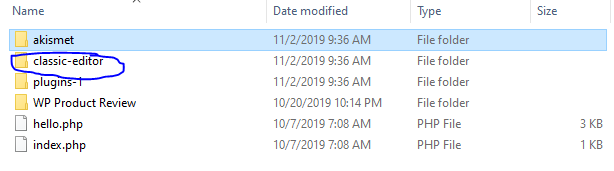 Name Date modified Type Size
akismet 11/2/2019 9:36 AM File folder
classic-editor 11/2/2019 9:36 AM File folder
plugins-1 11/2/2019 9:36 AM File folder
WP Product Review 10/20/2019 10:14 PM File folder
hello.php 10/7/2019 7:08 AM PHP File 3 KB
index.php 10/7/2019 7:08 AM PHP File 1 KB